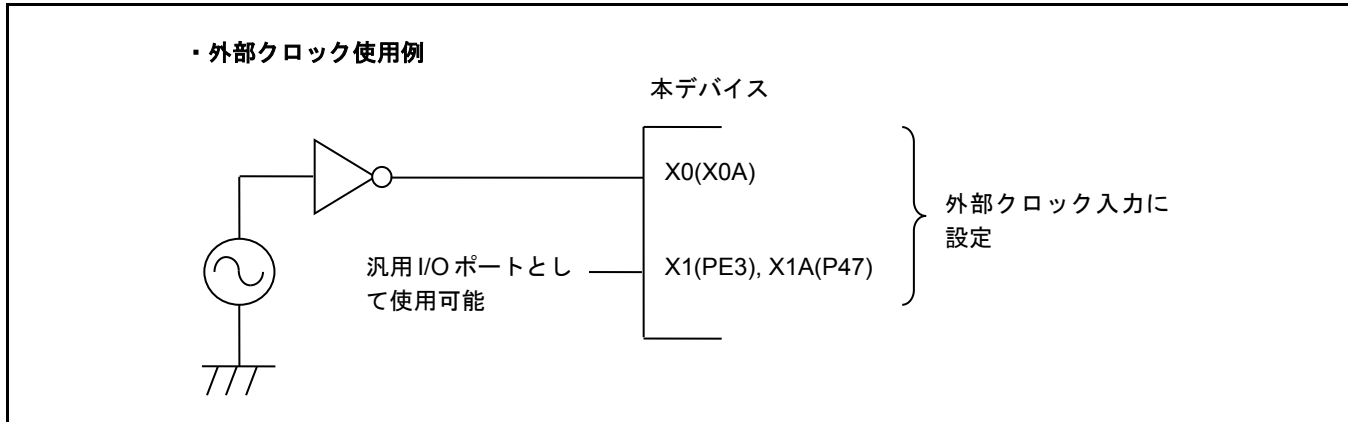 ・外部クロック使用例
本デバイス
X0(X0A)
外部クロック入力に
設定
汎用 I/O ポートとし
て使用可能
X1(PE3), X1A(P47)